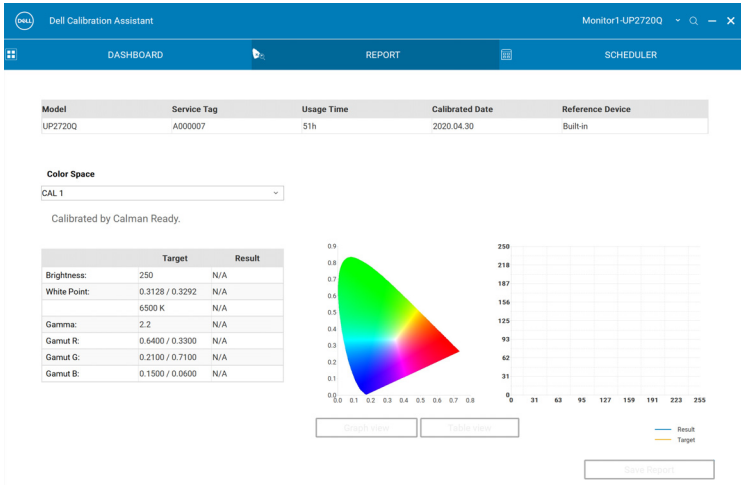 DELL Dell Calibration Assistant Monitor1-UP2720Q
DASHBOARD REPORT SCHEDULER
Model Service Tag Usage Time Calibrated Date Reference Device
UP2720Q A000007 51h 2020.04.30 Built-in
Color Space
CAL 1
Calibrated by Calman Ready.
Target Result
Brightness: 250 N/A
White Point: 0.3128 / 0.3292 N/A
6500 K N/A
Gamma: 2.2 N/A
Gamut R: 0.6400 / 0.3300 N/A
Gamut G: 0.2100 / 0.7100 N/A
Gamut B: 0.1500 / 0.0600 N/A
0.9
0.8
0.7
0.6
0.5
0.4
0.3
0.2
0.1
0.0 0.1 0.2 0.3 0.4 0.5 0.6 0.7 0.8
250
218
187
156
125
93
62
31
0
0 31 63 95 127 159 191 223 255
Graph view Table view
Result
Target
Save Report